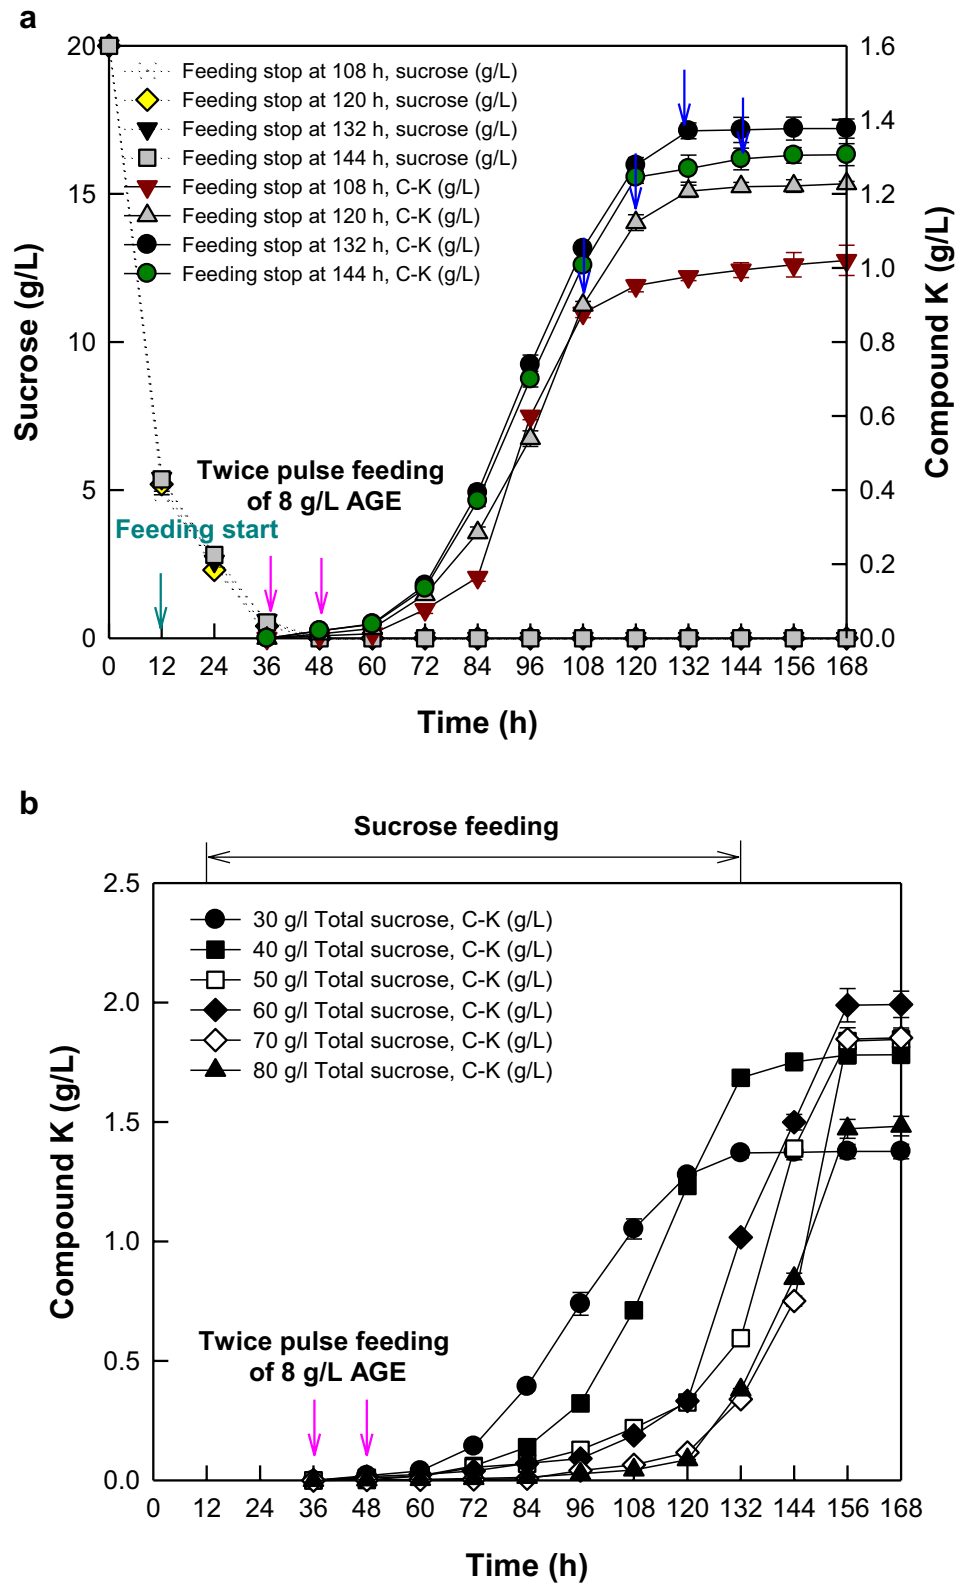 a
Feeding stop at 108 h, sucrose (g/L)
Feeding stop at 120 h, sucrose (g/L)
Feeding stop at 132 h, sucrose (g/L)
Feeding stop at 144 h, sucrose (g/L)
Feeding stop at 108 h, C-K (g/L)
Feeding stop at 120 h, C-K (g/L)
Feeding stop at 132 h, C-K (g/L)
Feeding stop at 144 h, C-K (g/L)
20
15
10
5
0
Sucrose (g/L)
1.6
1.4
1.2
1.0
0.8
0.6
0.4
0.2
0.0
Compound K (g/L)
Twice pulse feeding
of 8 g/L AGE
Feeding start
0 12 24 36 48 60 72 84 96 108 120 132 144 156 168
Time (h)
b
Sucrose feeding
2.5
2.0
1.5
1.0
0.5
0.0
Compound K (g/L)
30 g/l Total sucrose, C-K (g/L)
40 g/l Total sucrose, C-K (g/L)
50 g/l Total sucrose, C-K (g/L)
60 g/l Total sucrose, C-K (g/L)
70 g/l Total sucrose, C-K (g/L)
80 g/l Total sucrose, C-K (g/L)
Twice pulse feeding
of 8 g/L AGE
0 12 24 36 48 60 72 84 96 108 120 132 144 156 168
Time (h)